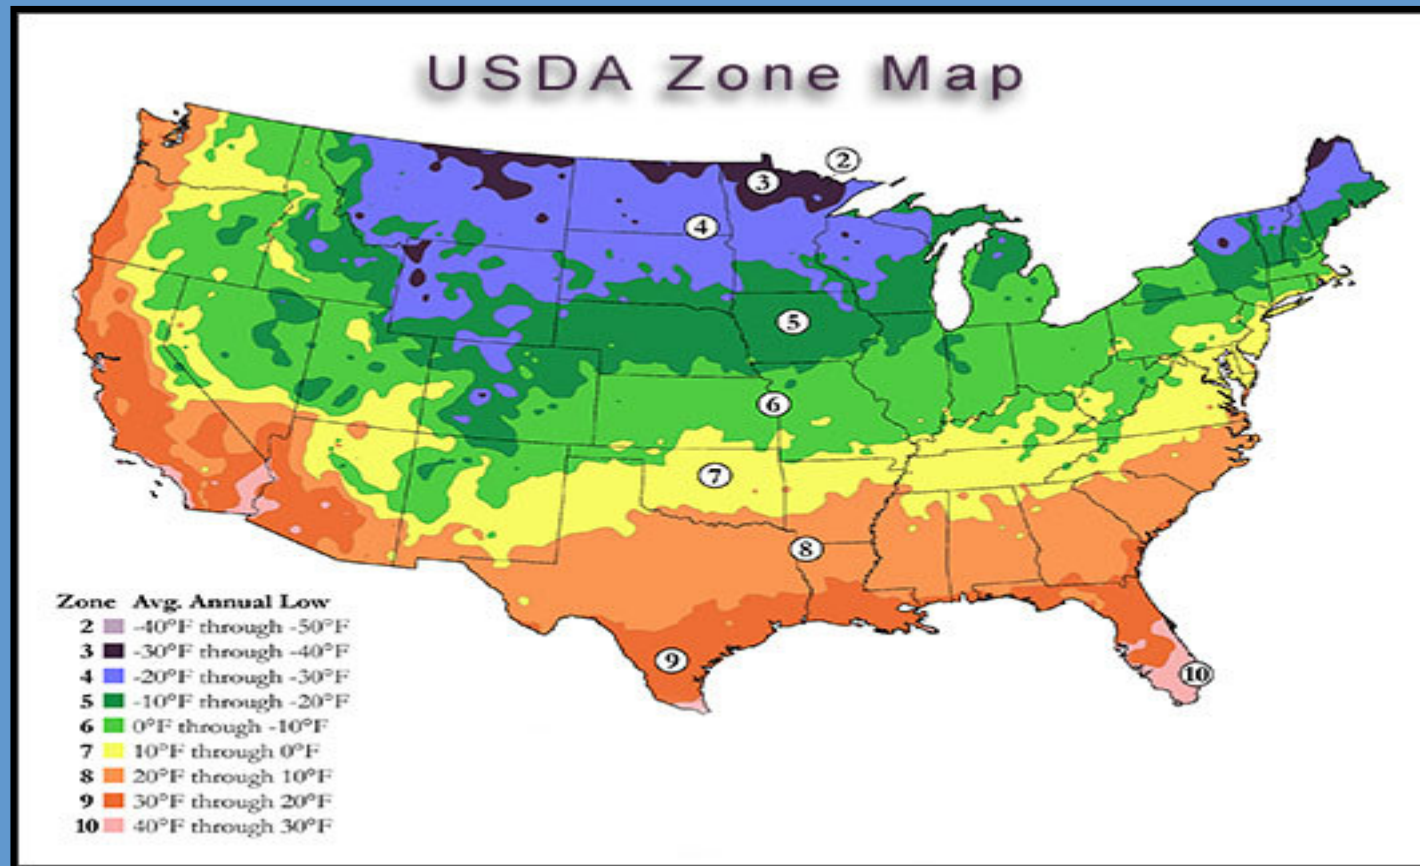 USDA Zone Map
2
3
4
5
6
7
8
9
10
Zone Avg. Annual Low
2 -40°F through -50°F
3 -30°F through -40°F
4 -20°F through -30°F
5 -10°F through -20°F
6 0°F through -10°F
7 10°F through 0°F
8 20°F through 10°F
9 30°F through 20°F
10 40°F through 30°F